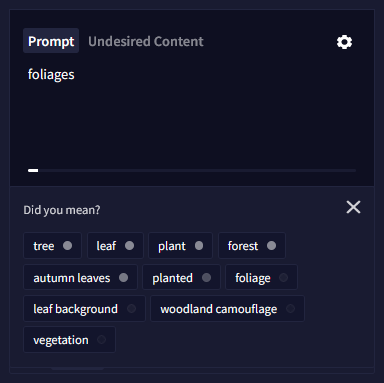 Prompt Undesired Content
foliages
Did you mean?
tree leaf plant forest
autumn leaves planted foliage
leaf background woodland camouflage
vegetation